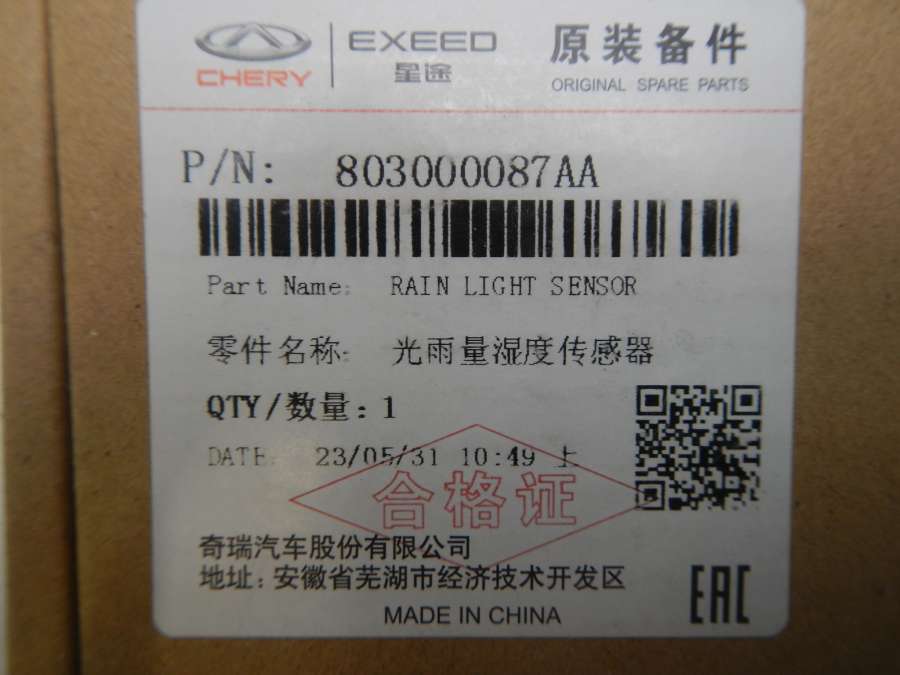 CHERY
EXEED
星途
原装备件
ORIGINAL SPARE PARTS
P/N: 803000087AA
Part Name: RAIN LIGHT SENSOR
零件名称: 光雨量湿度传感器
QTY/数量: 1
DATE: 23/05/31 10:49 上
合格证
奇瑞汽车股份有限公司
地址: 安徽省芜湖市经济技术开发区
EAC
MADE IN CHINA